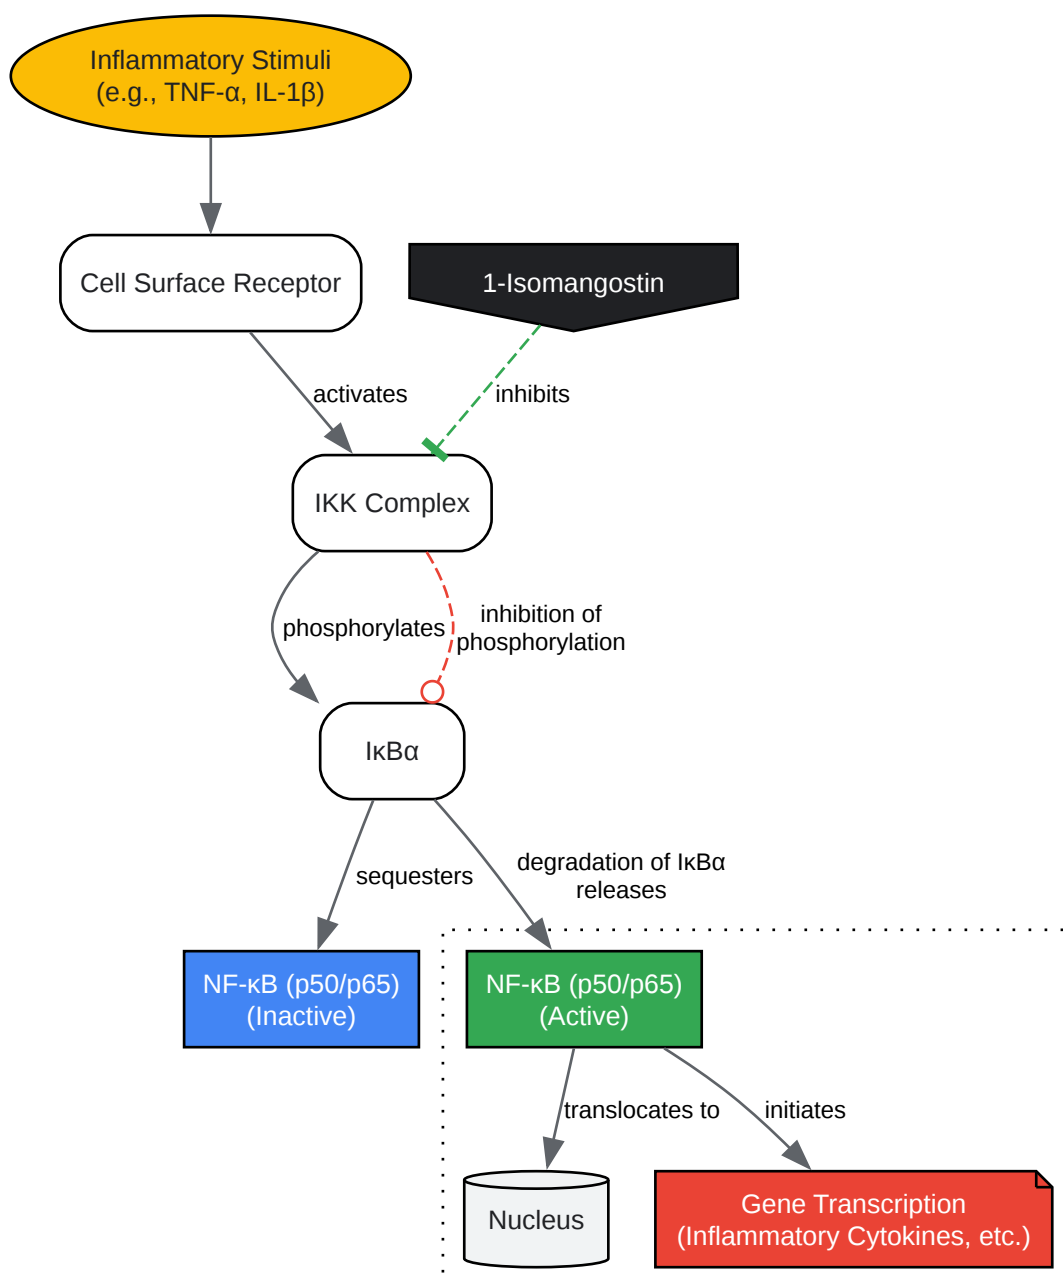 Inflammatory Stimuli
(e.g., TNF-α, IL-1β)
Cell Surface Receptor
1-Isomangostin
activates
inhibits
IKK Complex
phosphorylates
inhibition of
phosphorylation
IκBα
sequesters
degradation of IκBα
releases
NF-κB (p50/p65)
(Inactive)
NF-κB (p50/p65)
(Active)
translocates to
initiates
Nucleus
Gene Transcription
(Inflammatory Cytokines, etc.)